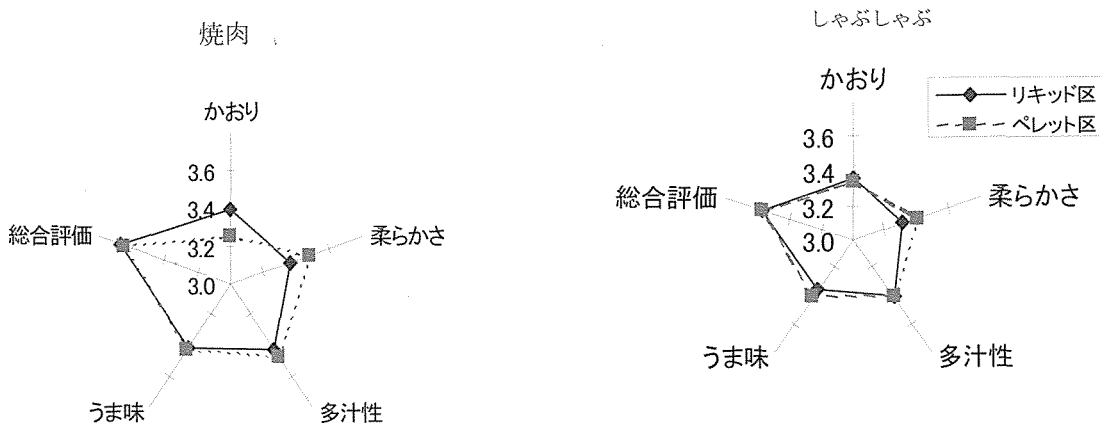 焼肉
かおり
3.6
3.4
3.2
3.0
総合評価
柔らかさ
うま味
多汁性
しゃぶしゃぶ
かおり
リキッド区
ペレット区
3.6
3.4
3.2
3.0
総合評価
柔らかさ
うま味
多汁性